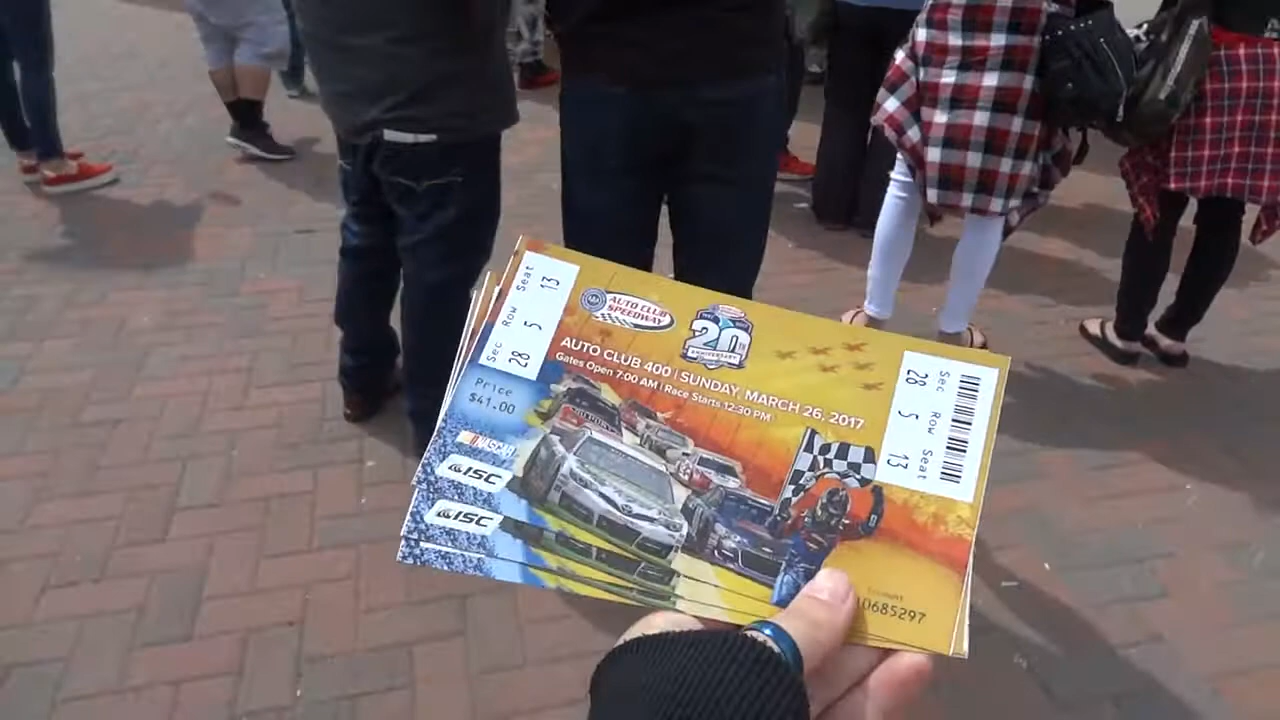 Sec Row Seat
28 5 13
AUTO CLUB
SPEEDWAY
20TH
ANNIVERSARY
AUTO CLUB 400 | SUNDAY, MARCH 26, 2017
Gates Open 7:00 AM | Race Starts 12:30 PM
Price
$41.00
NASCAR
ISC
ISC
Sec Row Seat
28 5 13
10685297